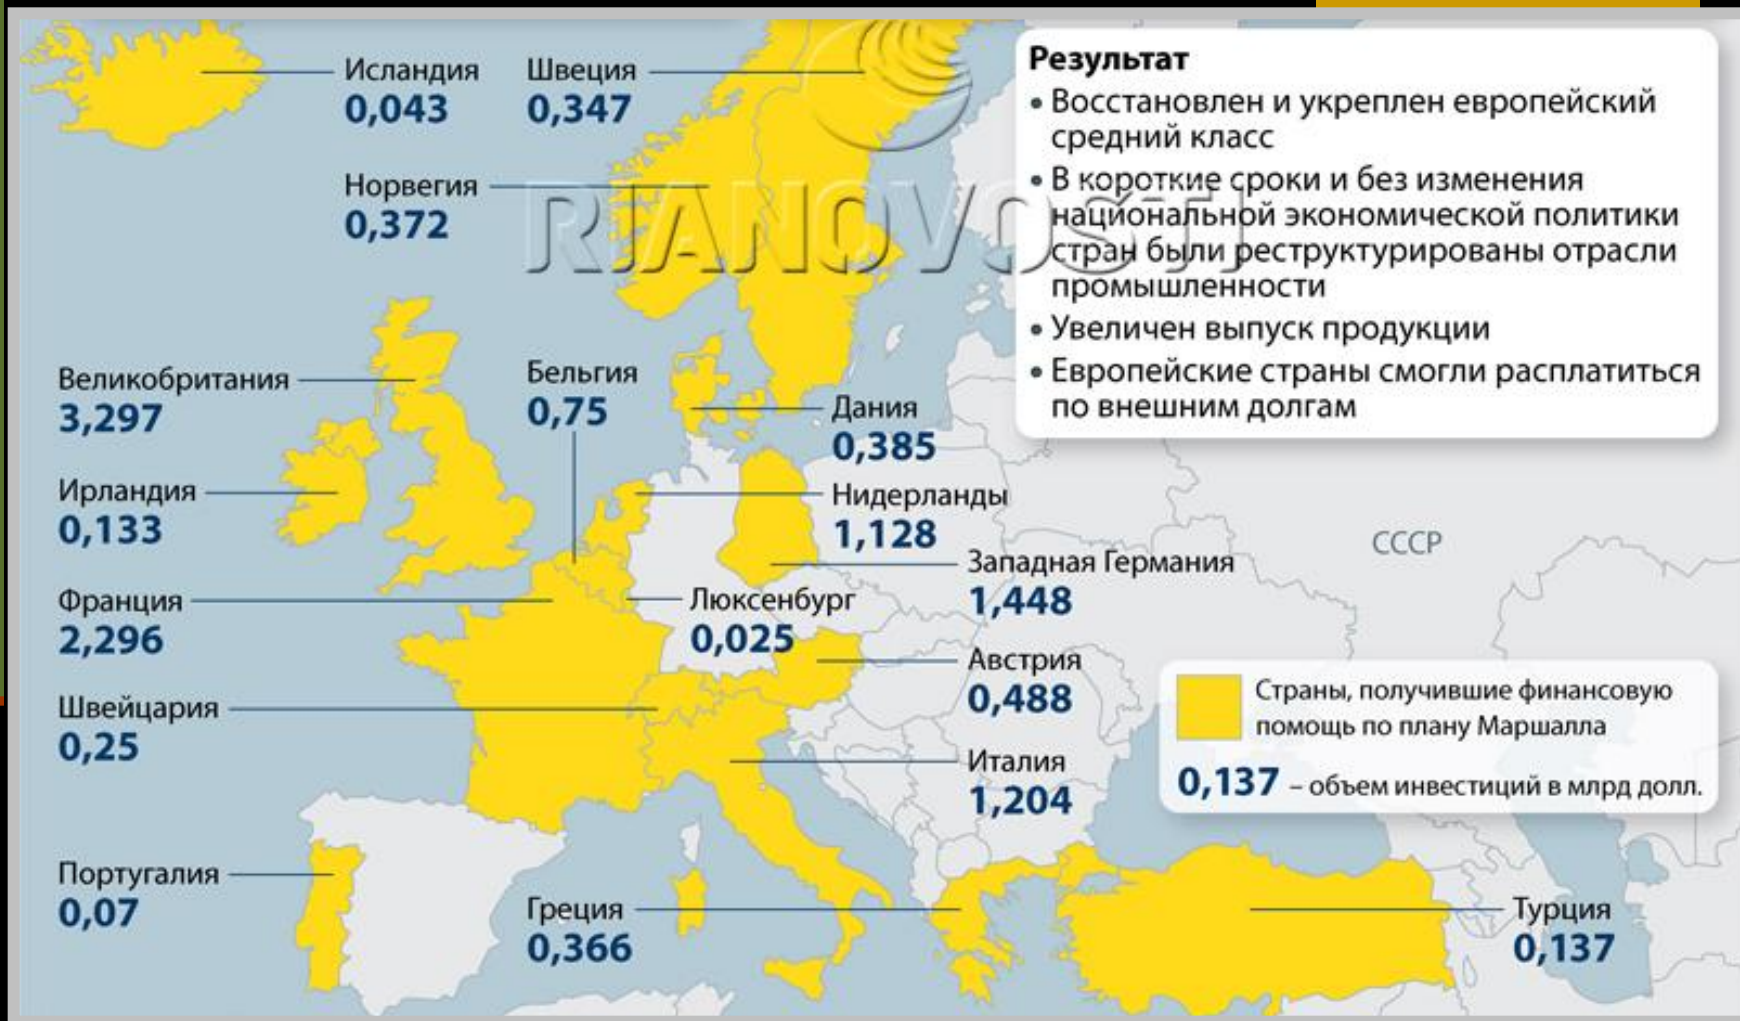 Исландия
0,043
Швеция
0,347
Норвегия
0,372
RIANOVOSTI
Великобритания
3,297
Бельгия
0,75
Дания
0,385
Ирландия
0,133
Нидерланды
1,128
Западная Германия
1,448
Франция
2,296
Люксенбург
0,025
Австрия
0,488
Швейцария
0,25
Италия
1,204
Португалия
0,07
Греция
0,366
Турция
0,137
СССР
Результат
• Восстановлен и укреплен европейский
средний класс
• В короткие сроки и без изменения
национальной экономической политики
стран были реструктурированы отрасли
промышленности
• Увеличен выпуск продукции
• Европейские страны смогли расплатиться
по внешним долгам
Страны, получившие финансовую
помощь по плану Маршалла
0,137 – объем инвестиций в млрд долл.